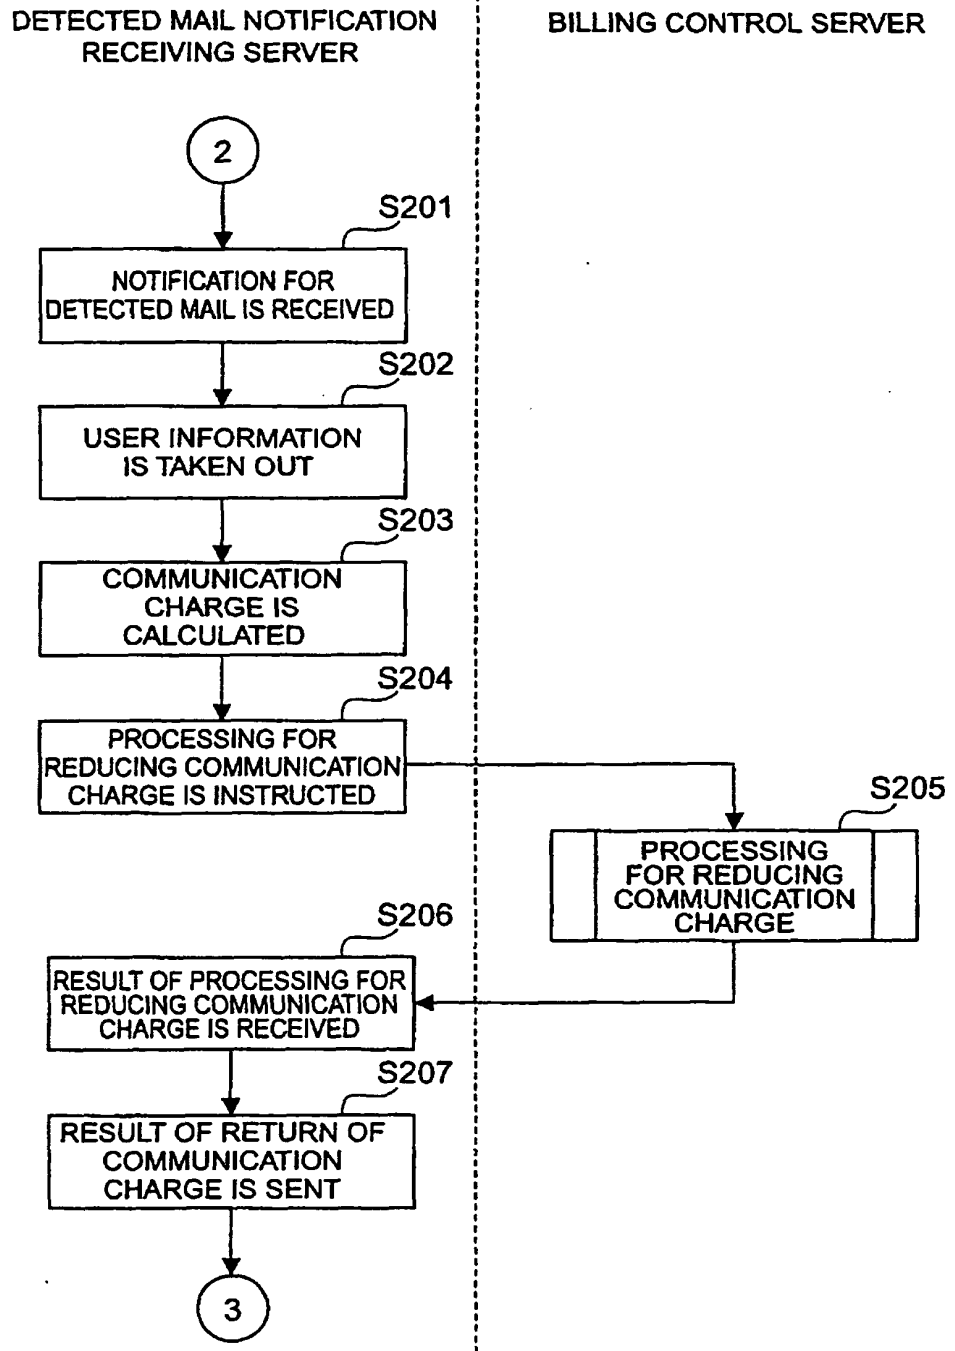 DETECTED MAIL NOTIFICATION
RECEIVING SERVER
BILLING CONTROL SERVER
2
S201
NOTIFICATION FOR
DETECTED MAIL IS RECEIVED
S202
USER INFORMATION
IS TAKEN OUT
S203
COMMUNICATION
CHARGE IS
CALCULATED
S204
PROCESSING FOR
REDUCING COMMUNICATION
CHARGE IS INSTRUCTED
S205
PROCESSING
FOR REDUCING
COMMUNICATION
CHARGE
S206
RESULT OF PROCESSING FOR
REDUCING COMMUNICATION
CHARGE IS RECEIVED
S207
RESULT OF RETURN OF
COMMUNICATION
CHARGE IS SENT
3